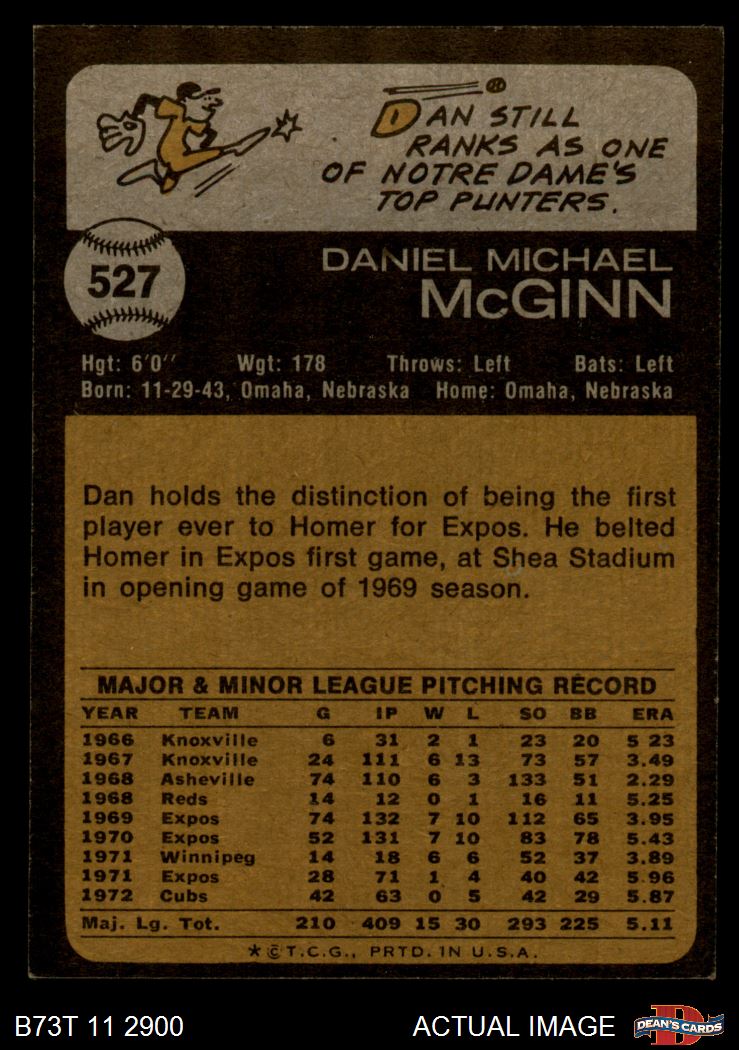 DAN STILL
RANKS AS ONE
OF NOTRE DAME'S
TOP PUNTERS.
527
DANIEL MICHAEL
McGINN
Hgt: 6'0" Wgt: 178 Throws: Left Bats: Left
Born: 11-29-43, Omaha, Nebraska Home: Omaha, Nebraska
Dan holds the distinction of being the first
player ever to Homer for Expos. He belted
Homer in Expos first game, at Shea Stadium
in opening game of 1969 season.
MAJOR & MINOR LEAGUE PITCHING RECORD
YEAR TEAM G IP W L SO BB ERA
1966 Knoxville 6 31 2 1 23 20 5 23
1967 Knoxville 24 111 6 13 73 57 3.49
1968 Asheville 74 110 6 3 133 51 2.29
1968 Reds 14 12 0 1 16 11 5.25
1969 Expos 74 132 7 10 112 65 3.95
1970 Expos 52 131 7 10 83 78 5.43
1971 Winnipeg 14 18 6 6 52 37 3.89
1971 Expos 28 71 1 4 40 42 5.96
1972 Cubs 42 63 0 5 42 29 5.87
Maj. Lg. Tot. 210 409 15 30 293 225 5.11
*©T.C.G., PRTD. IN U.S.A.
B73T 11 2900 ACTUAL IMAGE DEAN'S CARDS